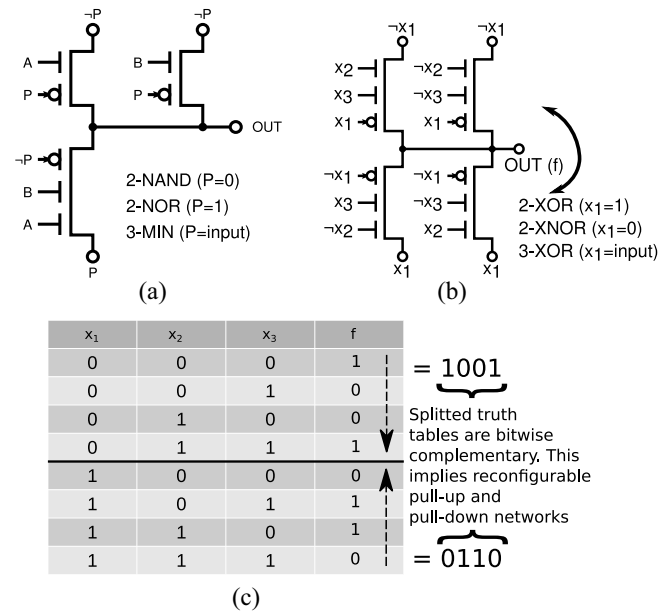 ¬P
A
P
B
P
OUT
¬P
B
A
P
2-NAND (P=0)
2-NOR (P=1)
3-MIN (P=input)
(a)
¬P
¬x1
¬x1
x2
x3
x1
¬x2
¬x3
x1
OUT (f)
¬x1
x3
¬x2
¬x1
¬x3
x2
x1
x1
2-XOR (x1=1)
2-XNOR (x1=0)
3-XOR (x1=input)
(b)
x1 x2 x3 f
0 0 0 1
0 0 1 0
0 1 0 0
0 1 1 1
1 0 0 0
1 0 1 1
1 1 0 1
1 1 1 0
= 1001
Splitted truth
tables are bitwise
complementary. This
implies reconfigurable
pull-up and
pull-down networks
= 0110
(c)